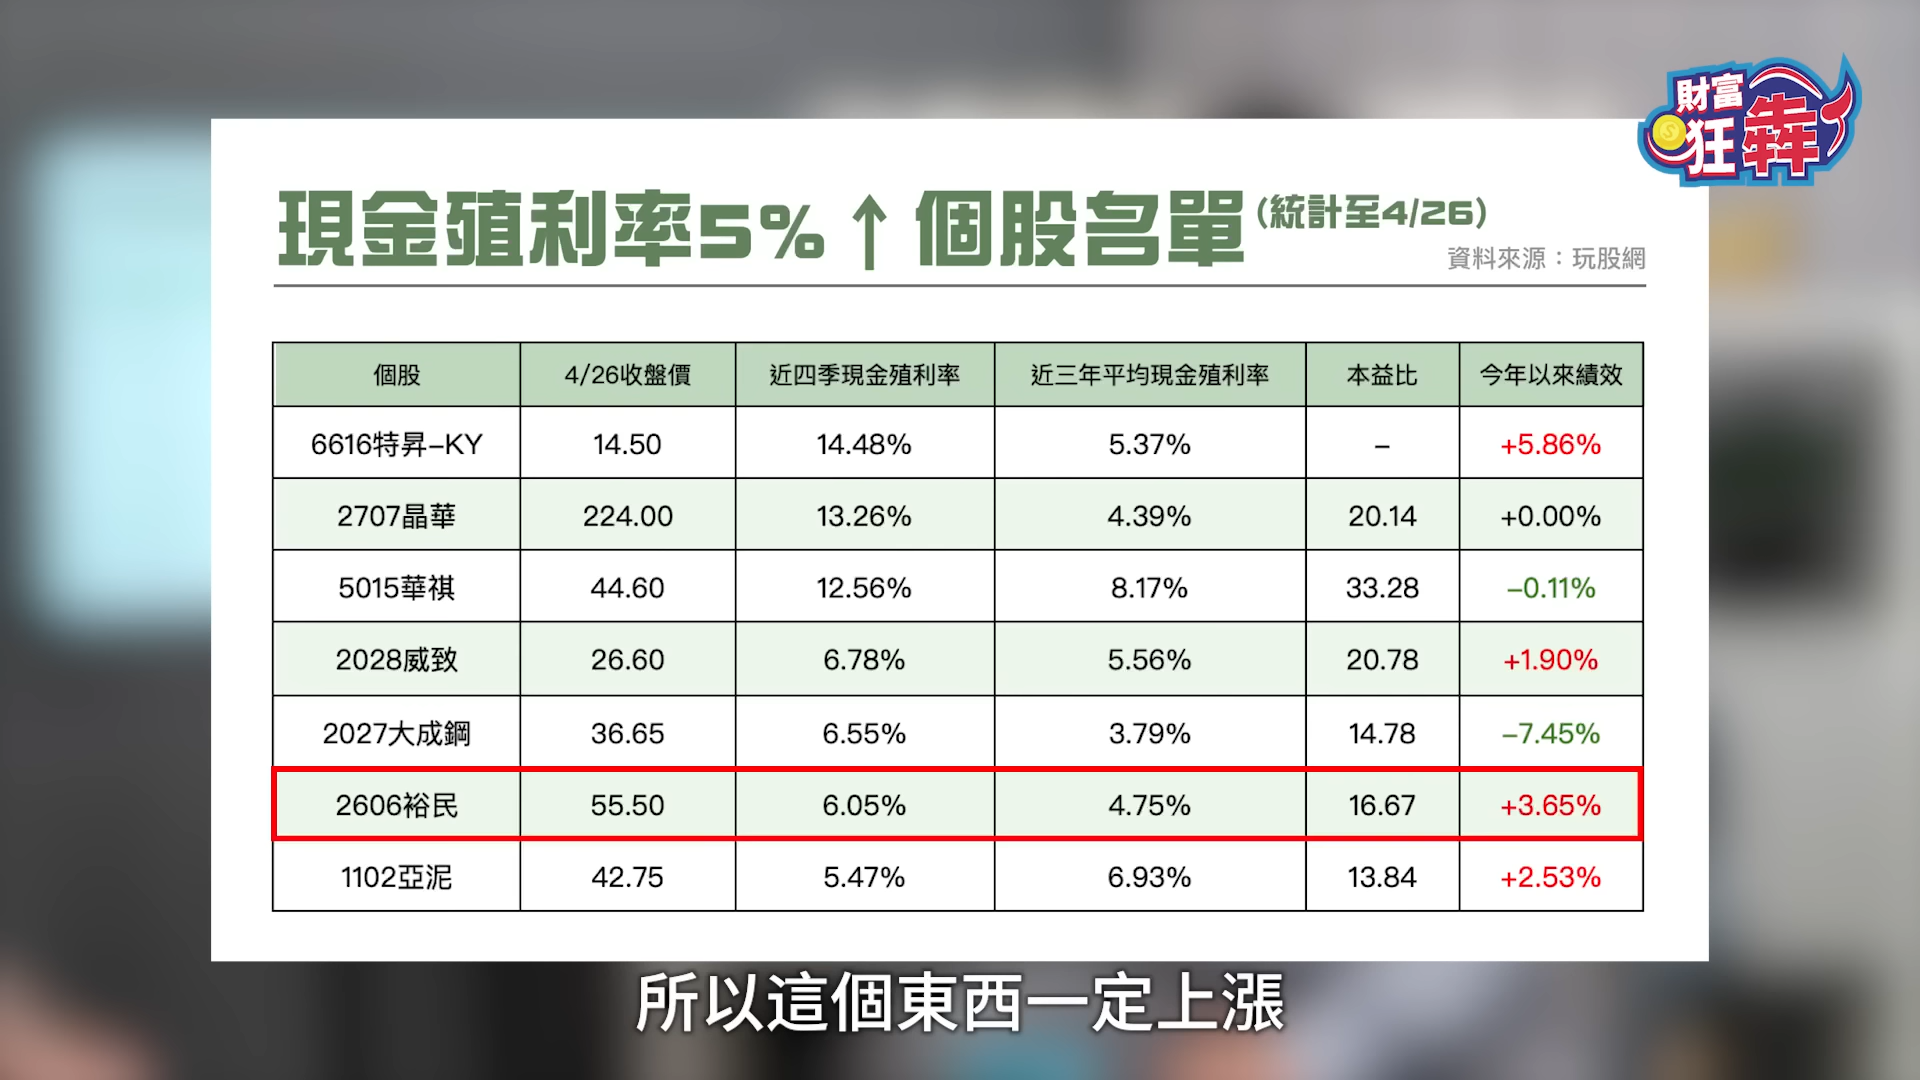 財富
狂犇
現金殖利率5%↑個股名單(統計至4/26)
資料來源：玩股網
個股 4/26收盤價 近四季現金殖利率 近三年平均現金殖利率 本益比 今年以來績效
6616特昇-KY 14.50 14.48% 5.37% – +5.86%
2707晶華 224.00 13.26% 4.39% 20.14 +0.00%
5015華祺 44.60 12.56% 8.17% 33.28 -0.11%
2028威致 26.60 6.78% 5.56% 20.78 +1.90%
2027大成鋼 36.65 6.55% 3.79% 14.78 -7.45%
2606裕民 55.50 6.05% 4.75% 16.67 +3.65%
1102亞泥 42.75 5.47% 6.93% 13.84 +2.53%
所以這個東西一定上漲